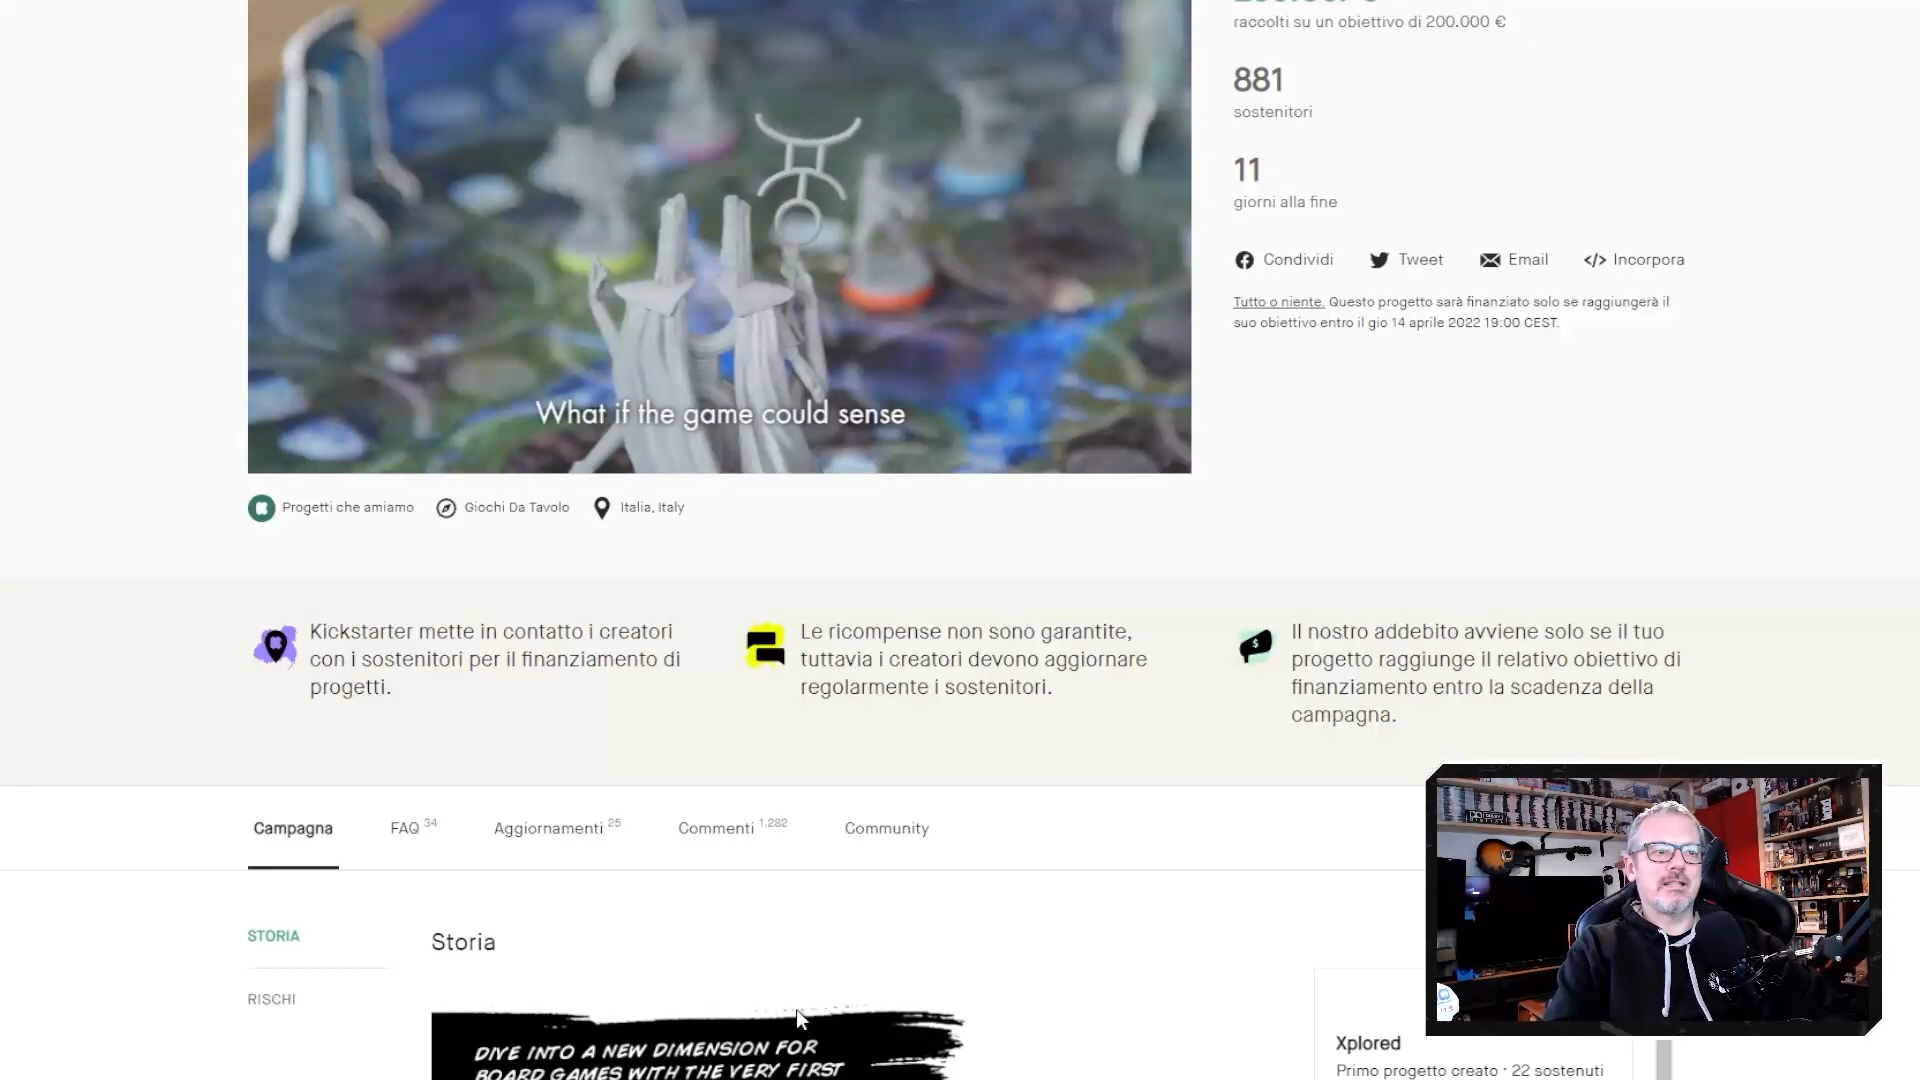 raccolti su un obiettivo di 200.000 €
881
sostenitori
11
giorni alla fine
Condividi
Tweet
Email
</> Incorpora
Tutto o niente. Questo progetto sarà finanziato solo se raggiungerà il
suo obiettivo entro il gio 14 aprile 2022 19:00 CEST.
What if the game could sense
Progetti che amiamo
Giochi Da Tavolo
Italia, Italy
Kickstarter mette in contatto i creatori
con i sostenitori per il finanziamento di
progetti.
Le ricompense non sono garantite,
tuttavia i creatori devono aggiornare
regolarmente i sostenitori.
Il nostro addebito avviene solo se il tuo
progetto raggiunge il relativo obiettivo di
finanziamento entro la scadenza della
campagna.
Campagna
FAQ 34
Aggiornamenti 25
Commenti 1.282
Community
STORIA
RISCHI
Storia
DIVE INTO A NEW DIMENSION FOR
BOARD GAMES WITH THE VERY FIRST
Xplored
Primo progetto creato · 22 sostenuti